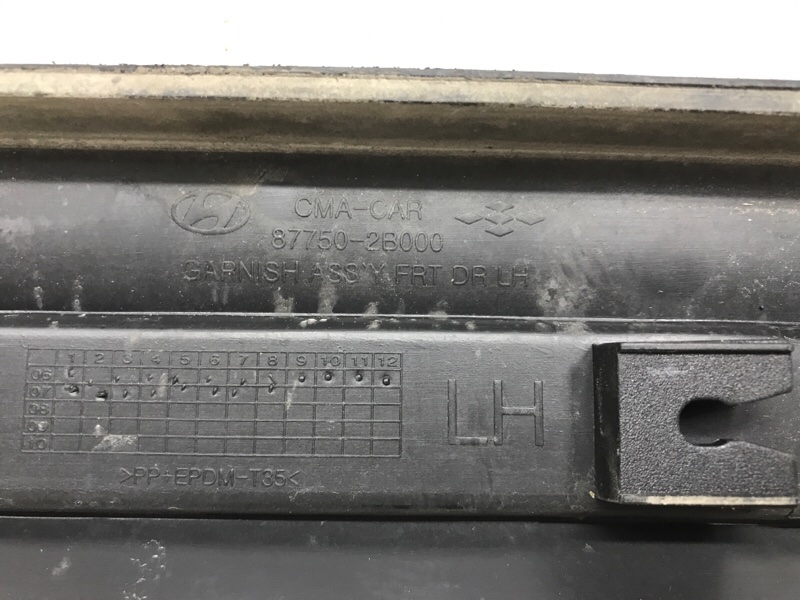 CMA-CAR
87750-2B000
GARNISH ASS'Y FRT DR LH
1 2 3 4 5 6 7 8 9 10 11 12
06
07
08
09
10
LH
>PP+EPDM-T35<